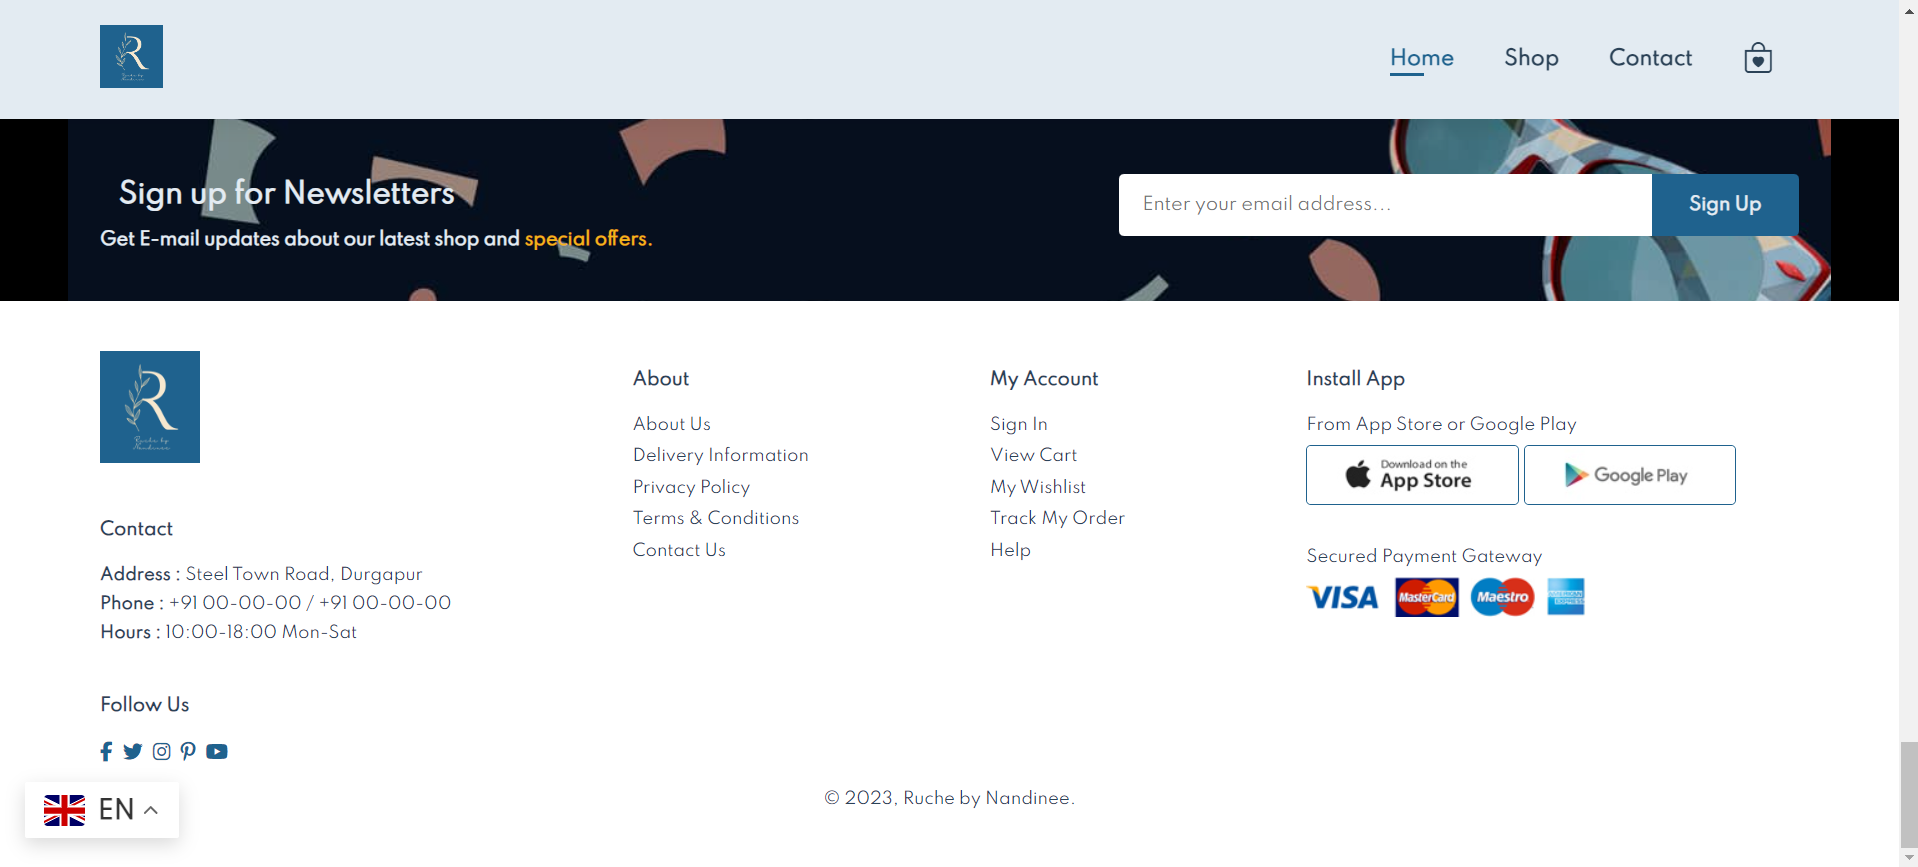 R
Home
Shop
Contact
Sign up for Newsletters
Get E-mail updates about our latest shop and special offers.
Enter your email address...
Sign Up
R
Ruche by
Nandinee
Contact
Address : Steel Town Road, Durgapur
Phone : +91 00-00-00 / +91 00-00-00
Hours : 10:00-18:00 Mon-Sat
Follow Us
About
About Us
Delivery Information
Privacy Policy
Terms & Conditions
Contact Us
My Account
Sign In
View Cart
My Wishlist
Track My Order
Help
Install App
From App Store or Google Play
Download on the
App Store
Google Play
Secured Payment Gateway
VISA
MasterCard
Maestro
AMERICAN
EXPRESS
© 2023, Ruche by Nandinee.
EN